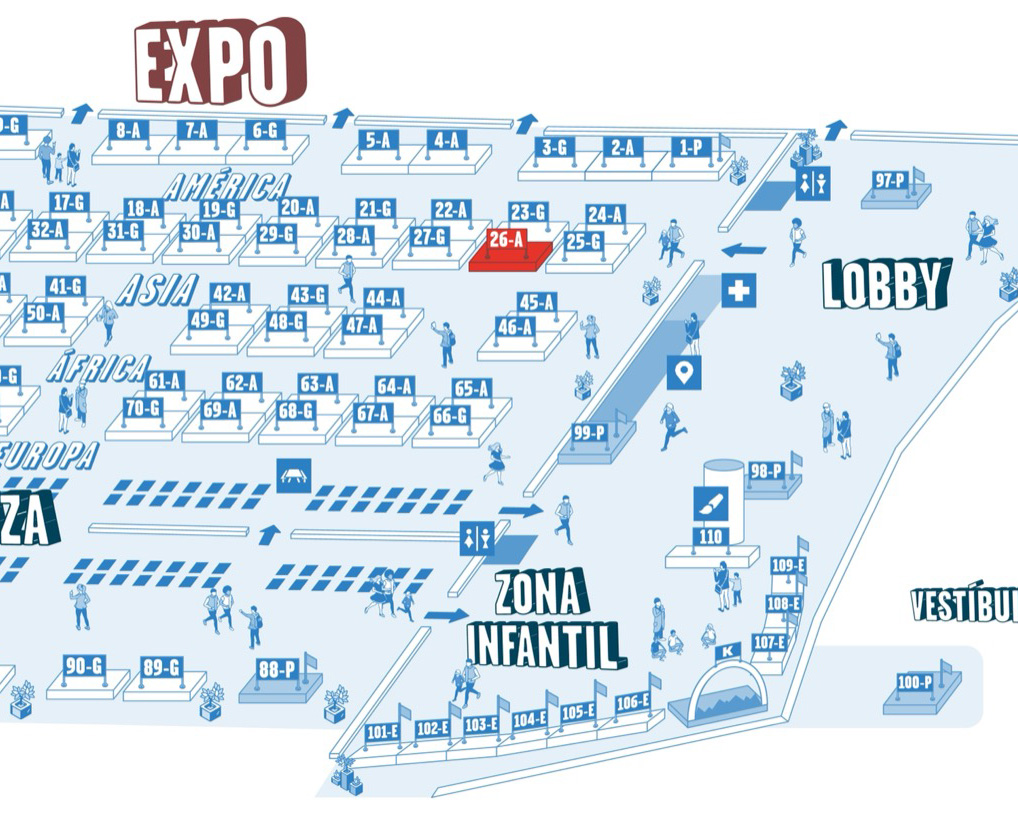 EXPO
8-A 7-A 6-G 5-A 4-A 3-G 2-A 1-P
97-P
AMÉRICA
17-G 18-A 19-G 20-A 21-G 22-A 23-G 24-A
32-A 31-G 30-A 29-G 28-A 27-G 26-A 25-G
LOBBY
ASIA
41-G 42-A 43-G 44-A 45-A
50-A 49-G 48-G 47-A 46-A
ÁFRICA
61-A 62-A 63-A 64-A 65-A
70-G 69-A 68-G 67-A 66-G
99-P
EUROPA
98-P
110
109-E
108-E
107-E
ZONA
INFANTIL
K
90-G 89-G 88-P
100-P
101-E 102-E 103-E 104-E 105-E 106-E